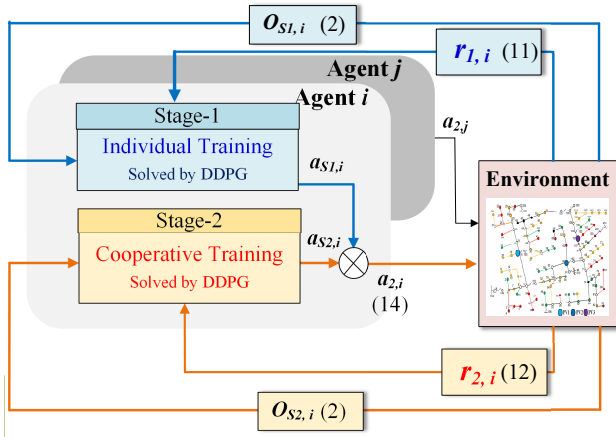 O_{S1, i} (2)
r_{1, i} (11)
Agent j
Agent i
Stage-1
Individual Training
Solved by DDPG
a_{S1,i}
a_{2,j}
Environment
Stage-2
Cooperative Training
Solved by DDPG
a_{S2,i}
a_{2,i}
(14)
r_{2, i} (12)
O_{S2, i} (2)